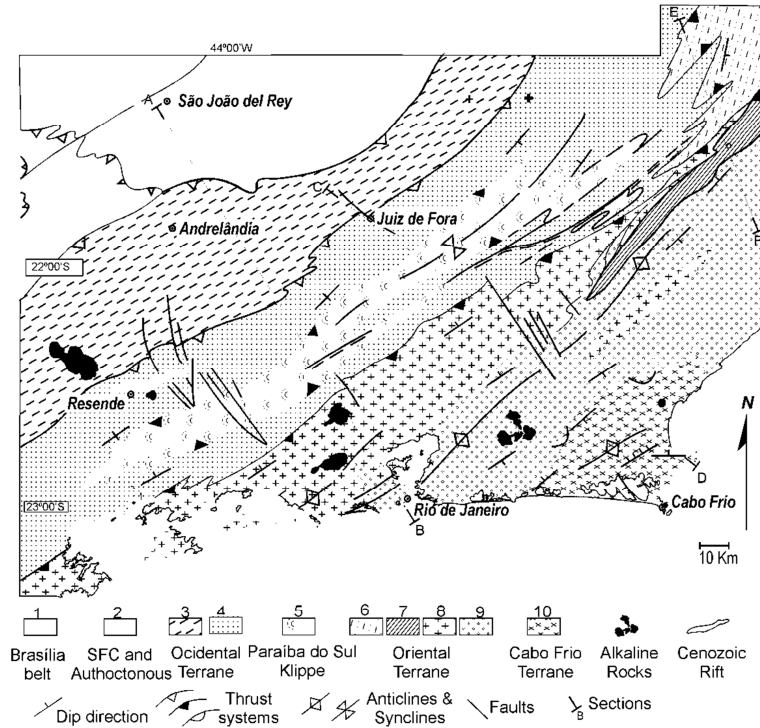 44°00'W
E
A
São João del Rey
C
Juiz de Fora
Andrelândia
F
22°00'S
Resende
N
D
23°00'S
Rio de Janeiro
Cabo Frio
B
10 Km
1 2 3 4 5 6 7 8 9 10
Brasília belt
SFC and Authoctonous
Ocidental Terrane
Paraíba do Sul Klippe
Oriental Terrane
Cabo Frio Terrane
Alkaline Rocks
Cenozoic Rift
Dip direction
Thrust systems
Anticlines & Synclines
Faults
B Sections